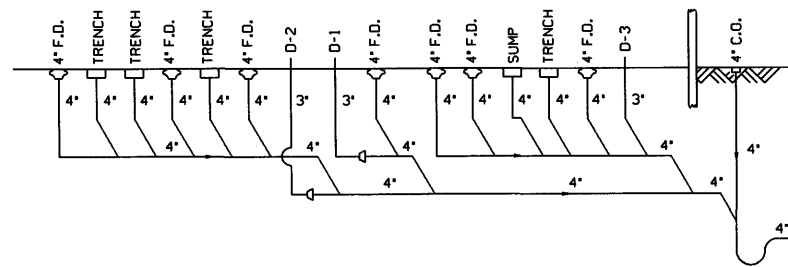 4" F.D.
TRENCH
TRENCH
4" F.D.
TRENCH
4" F.D.
D-2
D-1
4" F.D.
4" F.D.
4" F.D.
SUMP
TRENCH
4" F.D.
D-3
4" C.O.
4" 4" 4" 4" 4" 4" 3" 3" 4" 4" 4" 4" 4" 4" 3"
4" 4" 4" 4" 4"
4" 4" 4"
4"